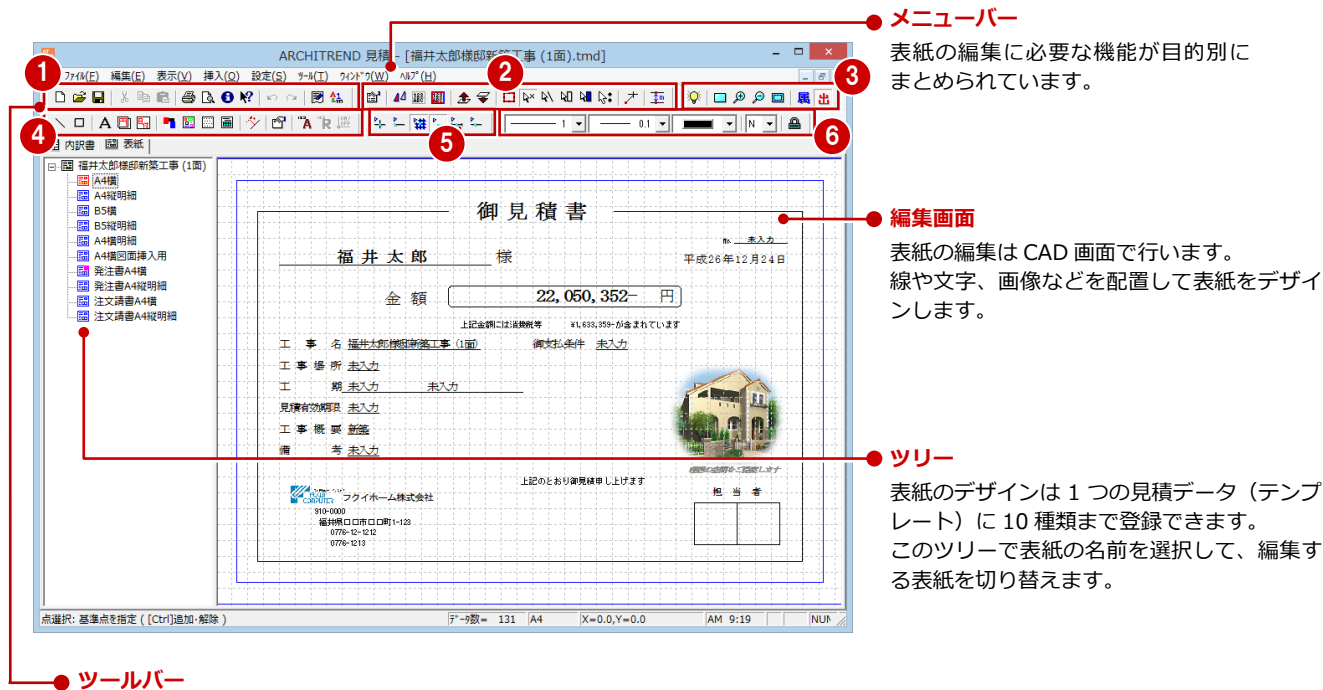 メニューバー
表紙の編集に必要な機能が目的別に
まとめられています。
ARCHITREND 見積 - [福井太郎様邸新築工事 (1面).tmd]
ﾌｧｲﾙ(F) 編集(E) 表示(V) 挿入(O) 設定(S) ﾂｰﾙ(T) ｳｨﾝﾄﾞｳ(W) ﾍﾙﾌﾟ(H)
1
2
3
属 出
4
5
6
1
0.1
N
内訳書 表紙
福井太郎様邸新築工事 (1面)
A4横
A4縦明細
B5横
B5縦明細
A4横明細
A4横図面挿入用
発注書A4横
発注書A4縦明細
注文請書A4横
注文請書A4縦明細
御見積書
№ 未入力
福井太郎 様
平成26年12月24日
金額 22,050,352- 円
上記金額には消費税等 ¥1,633,359-が含まれています
工事名 福井太郎様邸新築工事 (1面) 御支払条件 未入力
工事場所 未入力
工期 未入力 未入力
見積有効期限 未入力
工事概要 新築
備考 未入力
理想の空間をご提案します
上記のとおり御見積申し上げます
担当者
フクイホーム株式会社
910-0000
福井県口口市口口町1-123
0776-12-1212
0776-1213
点選択: 基準点を指定 ( [Ctrl]追加･解除 )
ﾃﾞｰﾀ数= 131 A4 X=0.0,Y=0.0 AM 9:19
編集画面
表紙の編集は CAD 画面で行います。
線や文字、画像などを配置して表紙をデザイ
ンします。
ツリー
表紙のデザインは 1 つの見積データ（テンプ
レート）に 10 種類まで登録できます。
このツリーで表紙の名前を選択して、編集す
る表紙を切り替えます。
ツールバー